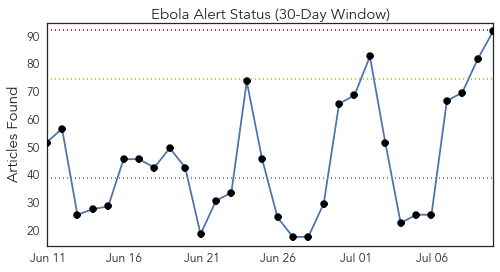 Ebola Alert Status (30-Day Window)
Articles Found
90
80
70
60
50
40
30
20
Jun 11 Jun 16 Jun 21 Jun 26 Jul 01 Jul 06